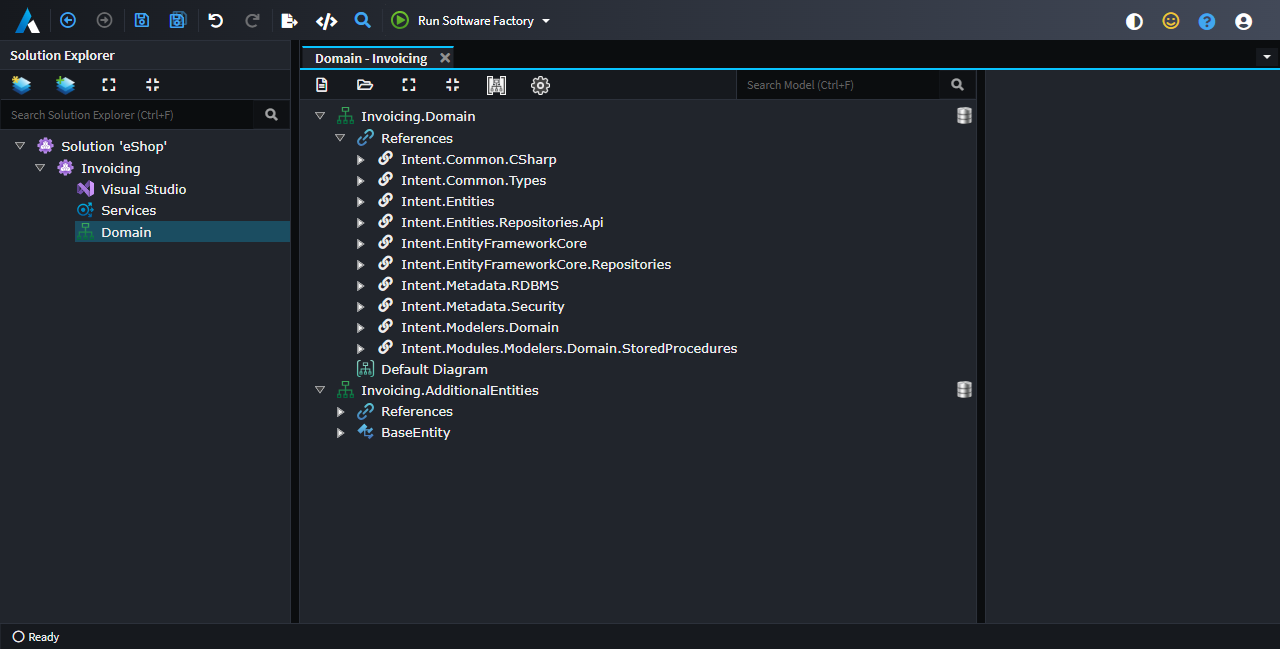 Run Software Factory
Solution Explorer
Domain - Invoicing
Search Model (Ctrl+F)
Search Solution Explorer (Ctrl+F)
Solution 'eShop'
Invoicing
Visual Studio
Services
Domain
Invoicing.Domain
References
Intent.Common.CSharp
Intent.Common.Types
Intent.Entities
Intent.Entities.Repositories.Api
Intent.EntityFrameworkCore
Intent.EntityFrameworkCore.Repositories
Intent.Metadata.RDBMS
Intent.Metadata.Security
Intent.Modelers.Domain
Intent.Modules.Modelers.Domain.StoredProcedures
Default Diagram
Invoicing.AdditionalEntities
References
BaseEntity
Ready